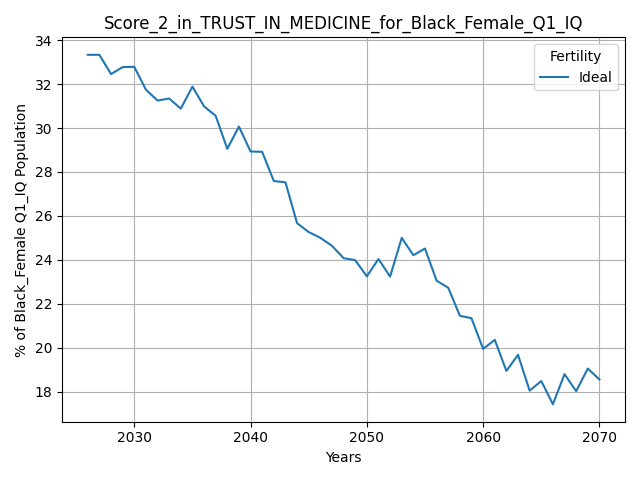 Score_2_in_TRUST_IN_MEDICINE_for_Black_Female_Q1_IQ
Fertility
Ideal
% of Black_Female Q1_IQ Population
34
32
30
28
26
24
22
20
18
2030
2040
2050
2060
2070
Years